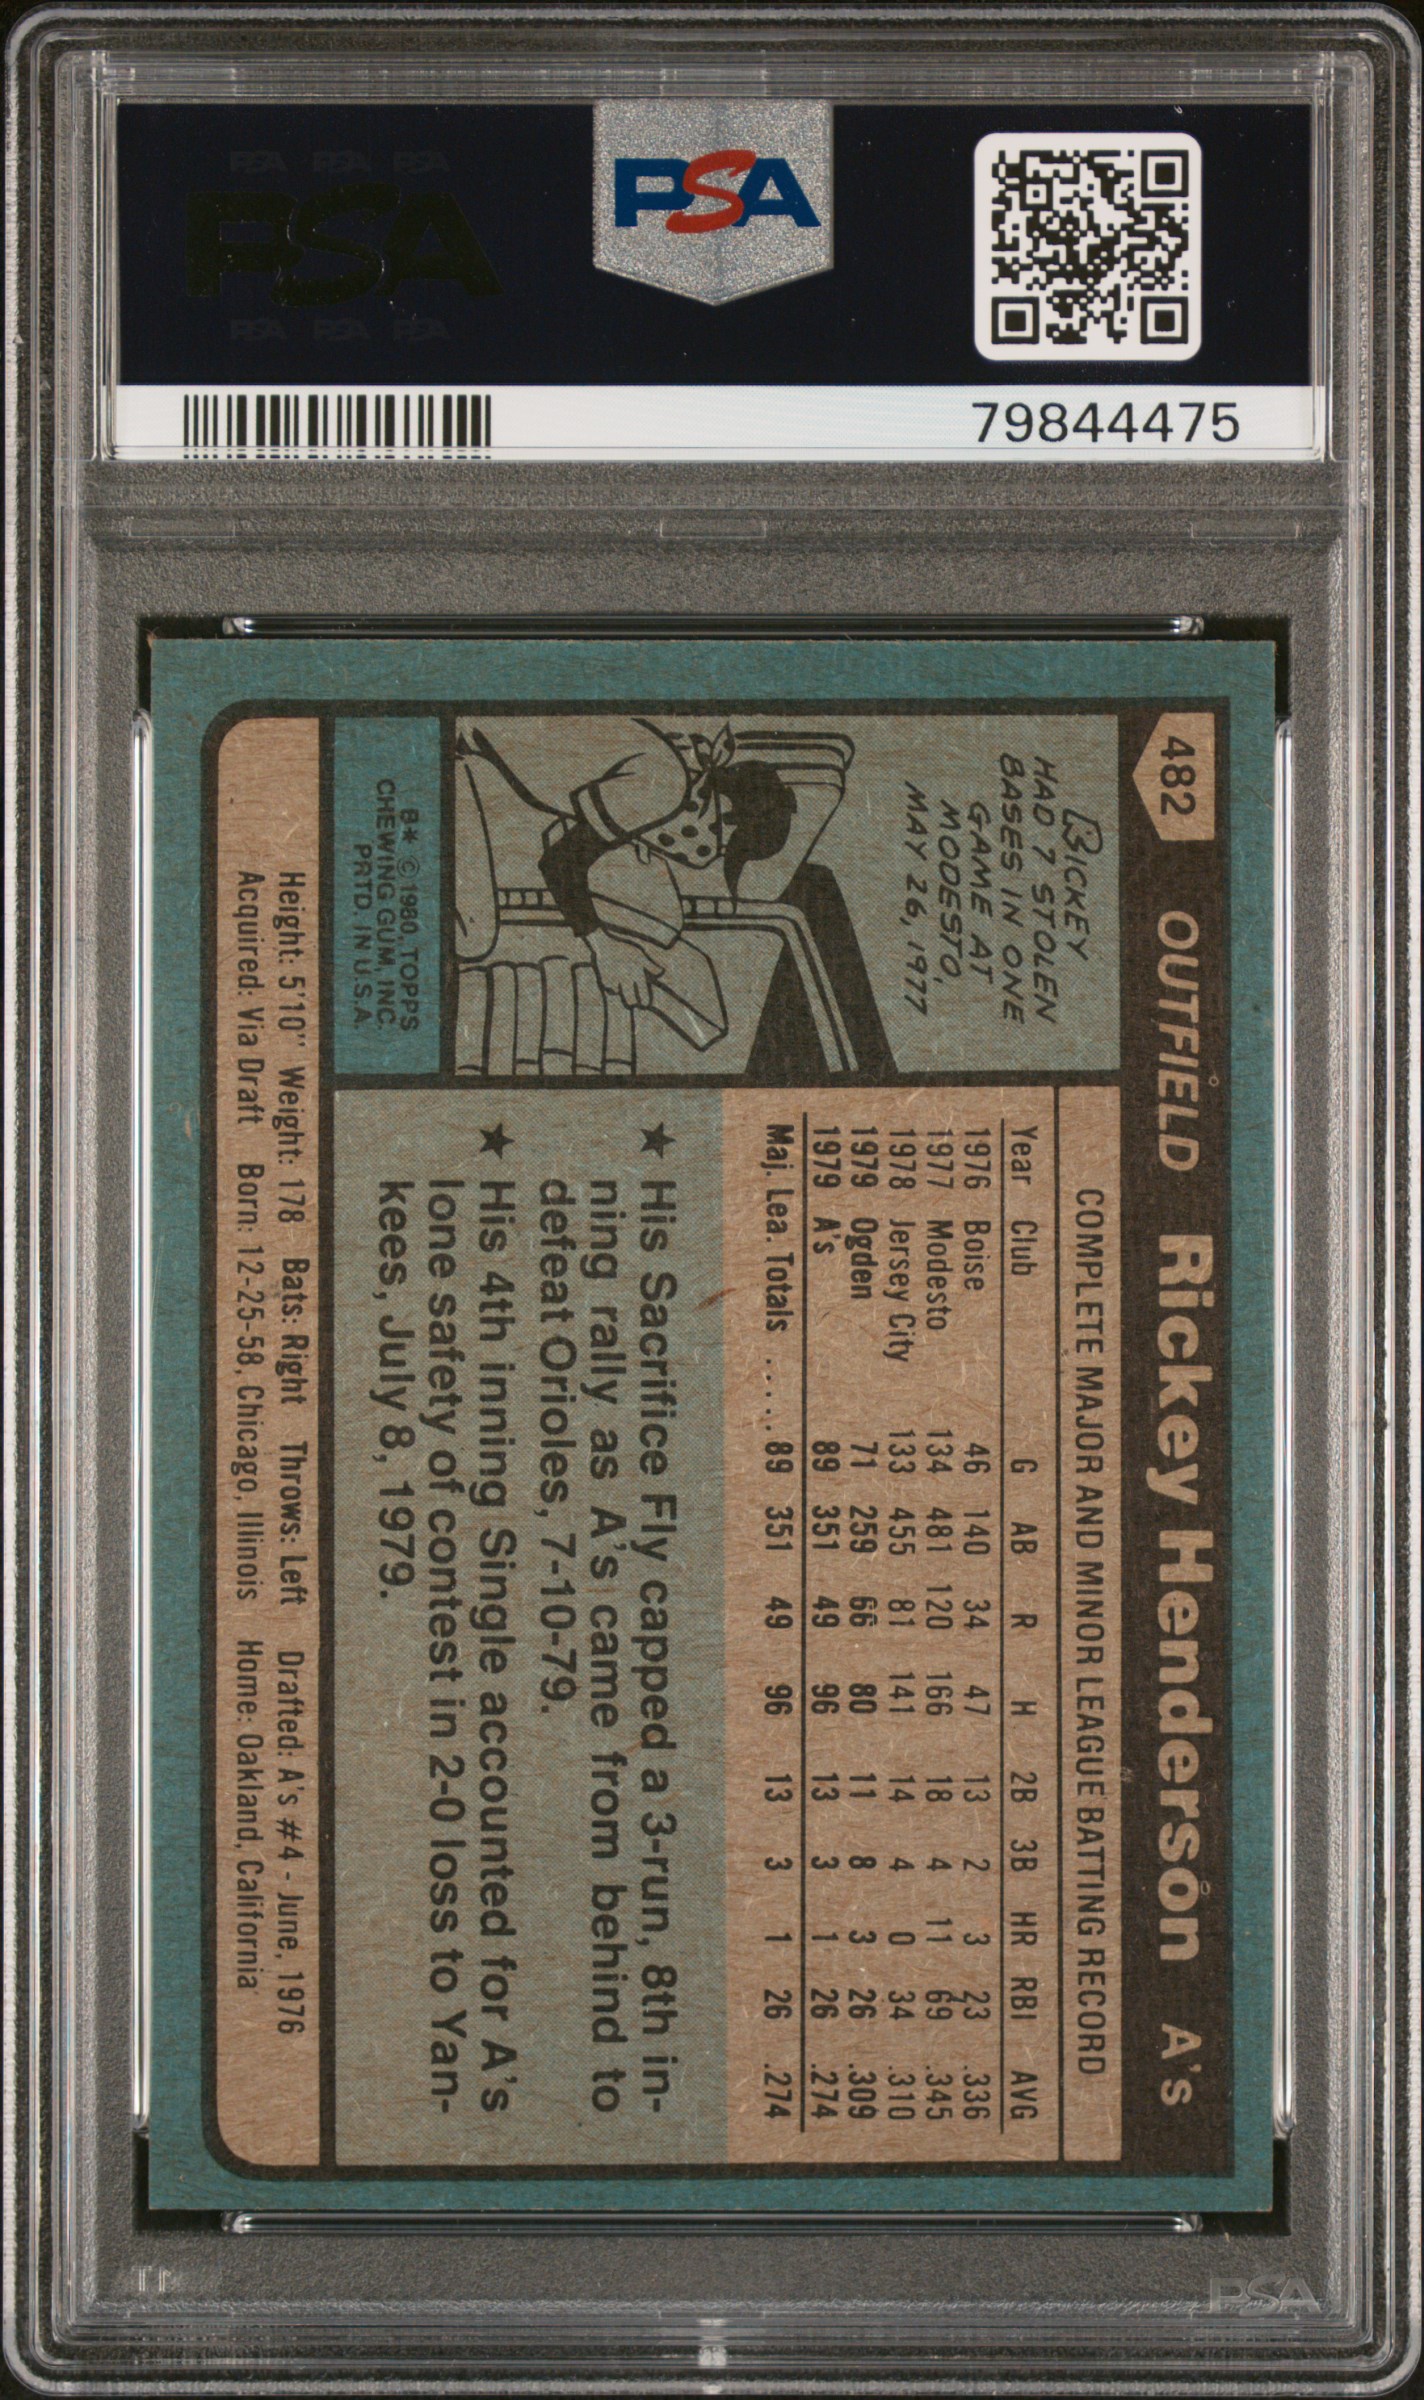 PSA PSA PSA
PSA
PSA PSA PSA
PSA
79844475
482 OUTFIELD Rickey Henderson A's
RICKEY
HAD 7 STOLEN
BASES IN ONE
GAME AT
MODESTO,
MAY 26, 1977
B* © 1980, TOPPS
CHEWING GUM, INC.
PRTD. IN U.S.A.
COMPLETE MAJOR AND MINOR LEAGUE BATTING RECORD
Year Club G AB R H 2B 3B HR RBI AVG
1976 Boise 46 140 34 47 13 2 3 23 .336
1977 Modesto 134 481 120 166 18 4 11 69 .345
1978 Jersey City 133 455 81 141 14 4 0 34 .310
1979 Ogden 71 259 66 80 11 8 3 26 .309
1979 A's 89 351 49 96 13 3 1 26 .274
Maj. Lea. Totals ..... 89 351 49 96 13 3 1 26 .274
★ His Sacrifice Fly capped a 3-run, 8th in-
ning rally as A's came from behind to
defeat Orioles, 7-10-79.
★ His 4th inning Single accounted for A's
lone safety of contest in 2-0 loss to Yan-
kees, July 8, 1979.
Height: 5'10" Weight: 178 Bats: Right Throws: Left Drafted: A's #4 - June, 1976
Acquired: Via Draft Born: 12-25-58, Chicago, Illinois Home: Oakland, California
PSA